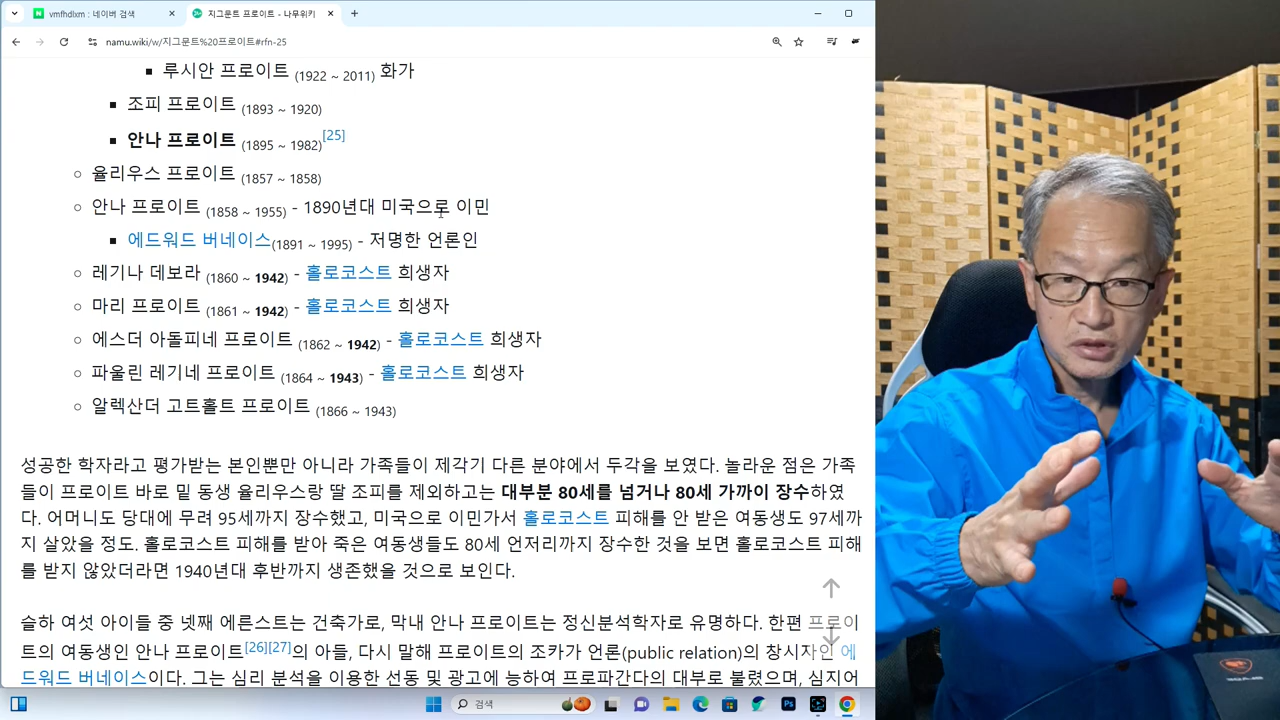 vmfhdlxm : 네이버 검색
지그문트 프로이트 - 나무위키
namu.wiki/w/지그문트%20프로이트#rfn-25
▪ 루시안 프로이트 (1922 ~ 2011) 화가
▪ 조피 프로이트 (1893 ~ 1920)
▪ 안나 프로이트 (1895 ~ 1982)[25]
○ 율리우스 프로이트 (1857 ~ 1858)
○ 안나 프로이트 (1858 ~ 1955) - 1890년대 미국으로 이민
▪ 에드워드 버네이스(1891 ~ 1995) - 저명한 언론인
○ 레기나 데보라 (1860 ~ 1942) - 홀로코스트 희생자
○ 마리 프로이트 (1861 ~ 1942) - 홀로코스트 희생자
○ 에스더 아돌피네 프로이트 (1862 ~ 1942) - 홀로코스트 희생자
○ 파울린 레기네 프로이트 (1864 ~ 1943) - 홀로코스트 희생자
○ 알렉산더 고트홀트 프로이트 (1866 ~ 1943)
성공한 학자라고 평가받는 본인뿐만 아니라 가족들이 제각기 다른 분야에서 두각을 보였다. 놀라운 점은 가족
들이 프로이트 바로 밑 동생 율리우스랑 딸 조피를 제외하고는 대부분 80세를 넘거나 80세 가까이 장수하였
다. 어머니도 당대에 무려 95세까지 장수했고, 미국으로 이민가서 홀로코스트 피해를 안 받은 여동생도 97세까
지 살았을 정도. 홀로코스트 피해를 받아 죽은 여동생들도 80세 언저리까지 장수한 것을 보면 홀로코스트 피해
를 받지 않았더라면 1940년대 후반까지 생존했을 것으로 보인다.
슬하 여섯 아이들 중 넷째 에른스트는 건축가로, 막내 안나 프로이트는 정신분석학자로 유명하다. 한편 프로이
트의 여동생인 안나 프로이트[26][27]의 아들, 다시 말해 프로이트의 조카가 언론(public relation)의 창시자인 에
드워드 버네이스이다. 그는 심리 분석을 이용한 선동 및 광고에 능하여 프로파간다의 대부로 불렸으며, 심지어
검색